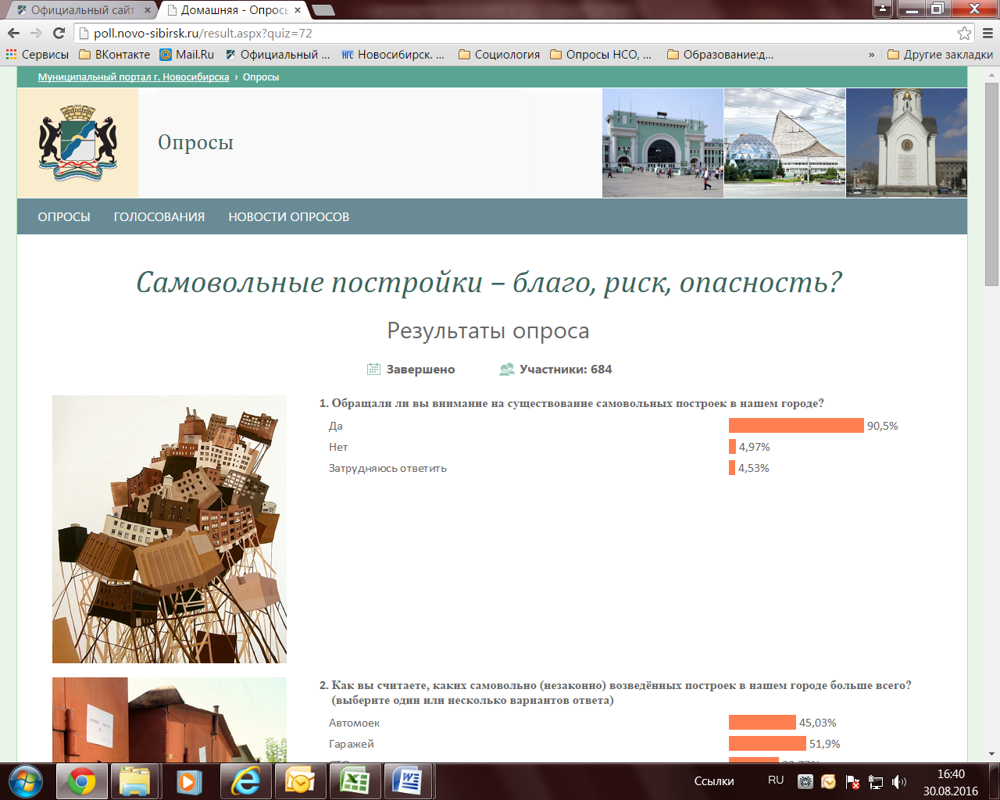 Официальный сайт
Домашняя - Опрось
poll.novo-sibirsk.ru/result.aspx?quiz=72
Сервисы
ВКонтакте
Mail.Ru
Официальный ...
НГС Новосибирск. ...
Социология
Опросы НСО, ...
Образование:д...
»
Другие закладки
Муниципальный портал г. Новосибирска › Опросы
Опросы
ОПРОСЫ ГОЛОСОВАНИЯ НОВОСТИ ОПРОСОВ
Самовольные постройки – благо, риск, опасность?
Результаты опроса
Завершено
Участники: 684
1. Обращали ли вы внимание на существование самовольных построек в нашем городе?
Да 90,5%
Нет 4,97%
Затрудняюсь ответить 4,53%
2. Как вы считаете, каких самовольно (незаконно) возведённых построек в нашем городе больше всего?
(выберите один или несколько вариантов ответа)
Автомоек 45,03%
Гаражей 51,9%
Ссылки
RU
16:40
30.08.2016